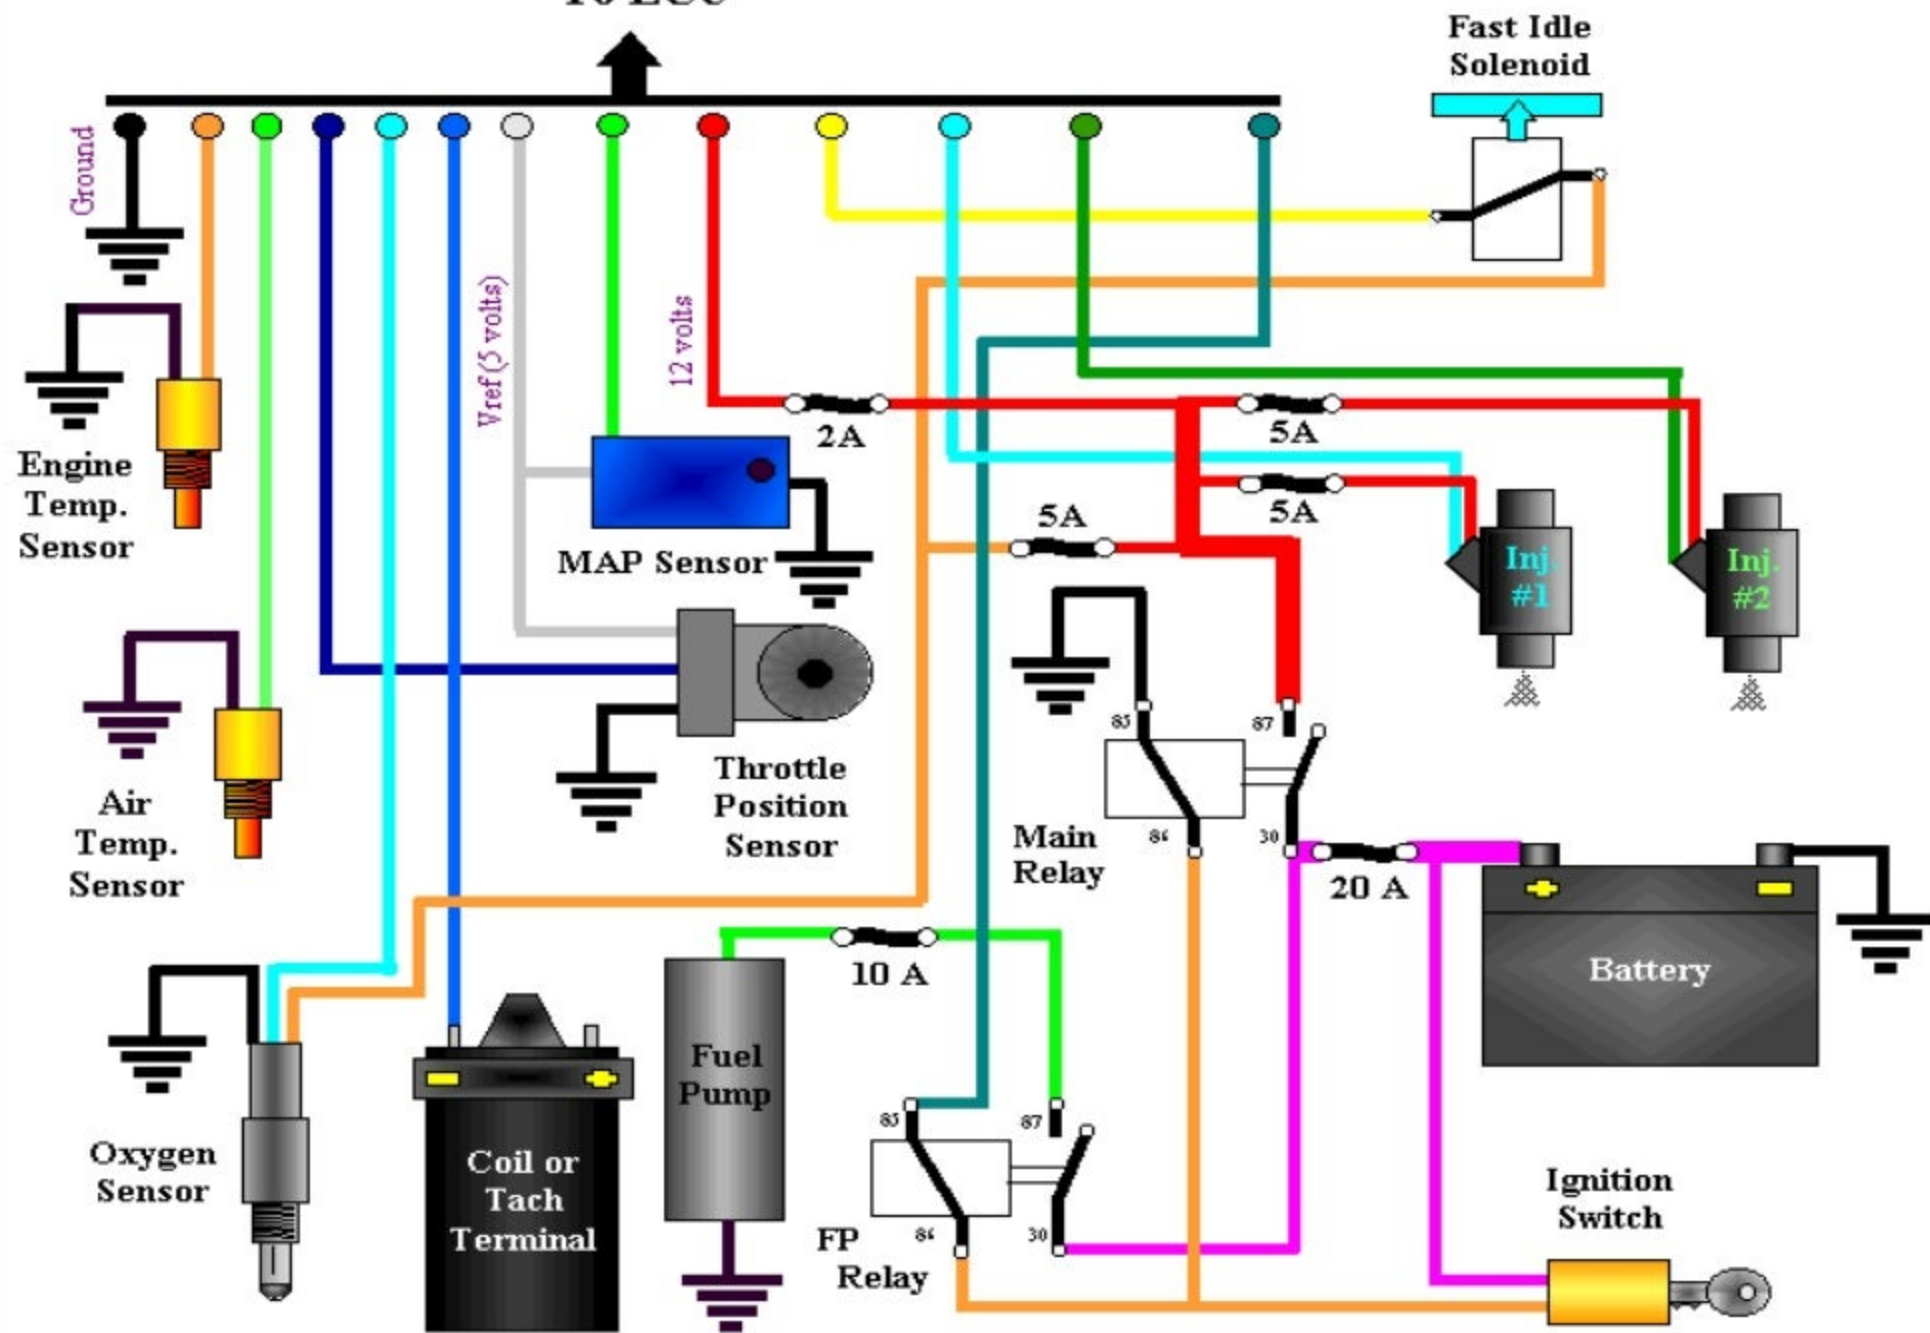 To ECU
Fast Idle
Solenoid
Ground
Vref(5 volts)
12 volts
2A
5A
5A
5A
Engine
Temp.
Sensor
MAP Sensor
Inj.
#1
Inj.
#2
85
87
Throttle
Position
Sensor
Air
Temp.
Sensor
Main
Relay
86
30
20 A
10 A
Battery
Fuel
Pump
85
87
Oxygen
Sensor
Coil or
Tach
Terminal
Ignition
Switch
FP
Relay
86
30